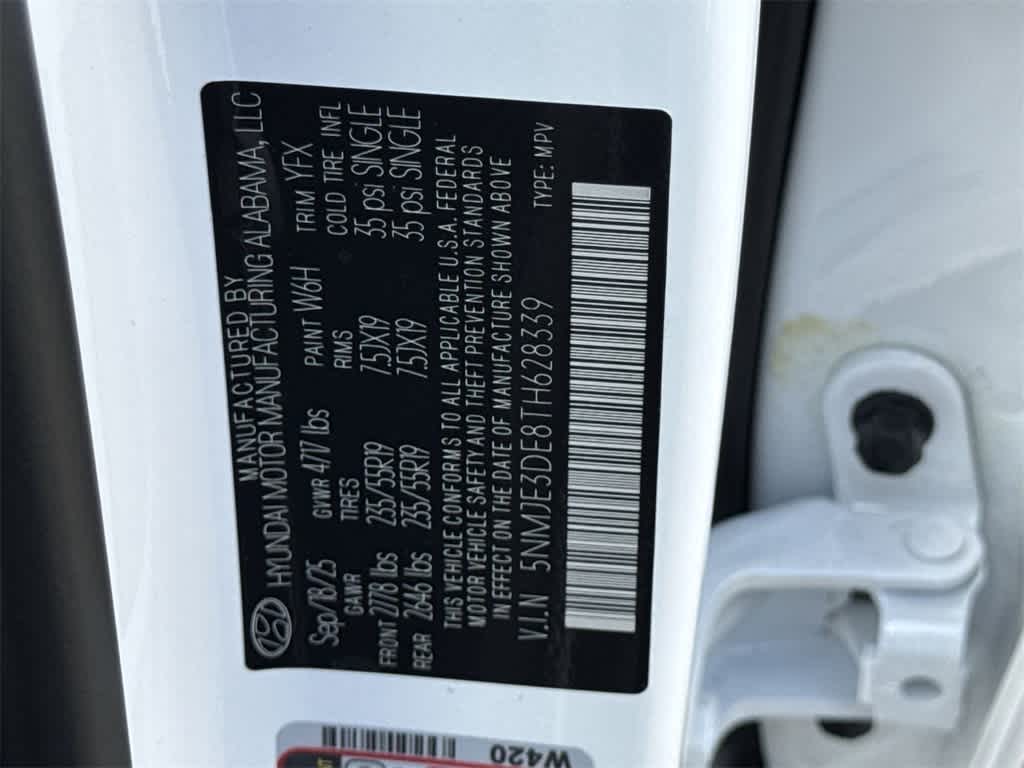 MANUFACTURED BY
HYUNDAI MOTOR MANUFACTURING ALABAMA, LLC
Sep/18/25 GVWR 4717 lbs PAINT W6H TRIM YFX
GAWR TIRES RIMS COLD TIRE INFL
FRONT 2778 lbs 235/55R19 7.5JX19 35 psi SINGLE
REAR 2646 lbs 235/55R19 7.5JX19 35 psi SINGLE
THIS VEHICLE CONFORMS TO ALL APPLICABLE U.S.A. FEDERAL
MOTOR VEHICLE SAFETY AND THEFT PREVENTION STANDARDS
IN EFFECT ON THE DATE OF MANUFACTURE SHOWN ABOVE
V.I.N 5NMJE3DE8TH628339 TYPE: MPV
W420